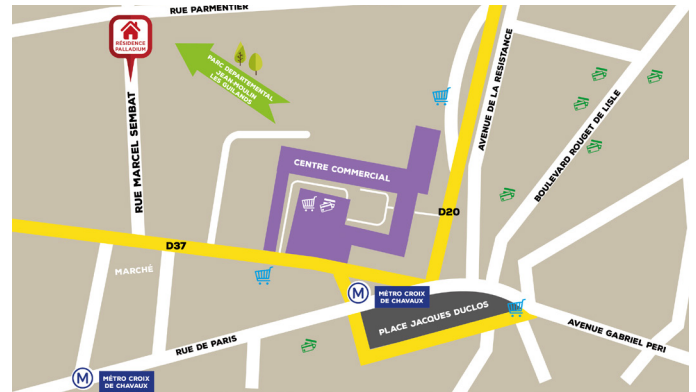 RUE PARMENTIER
RÉSIDENCE
PALLADIUM
PARC DEPARTEMENTAL
JEAN-MOULIN
LES GUILANDS
RUE MARCEL SEMBAT
AVENUE DE LA RESISTANCE
BOULEVARD ROUGET DE LISLE
CENTRE COMMERCIAL
D20
D37
MARCHÉ
M
MÉTRO CROIX
DE CHAVAUX
PLACE JACQUES DUCLOS
AVENUE GABRIEL PERI
RUE DE PARIS
M
MÉTRO CROIX
DE CHAVAUX